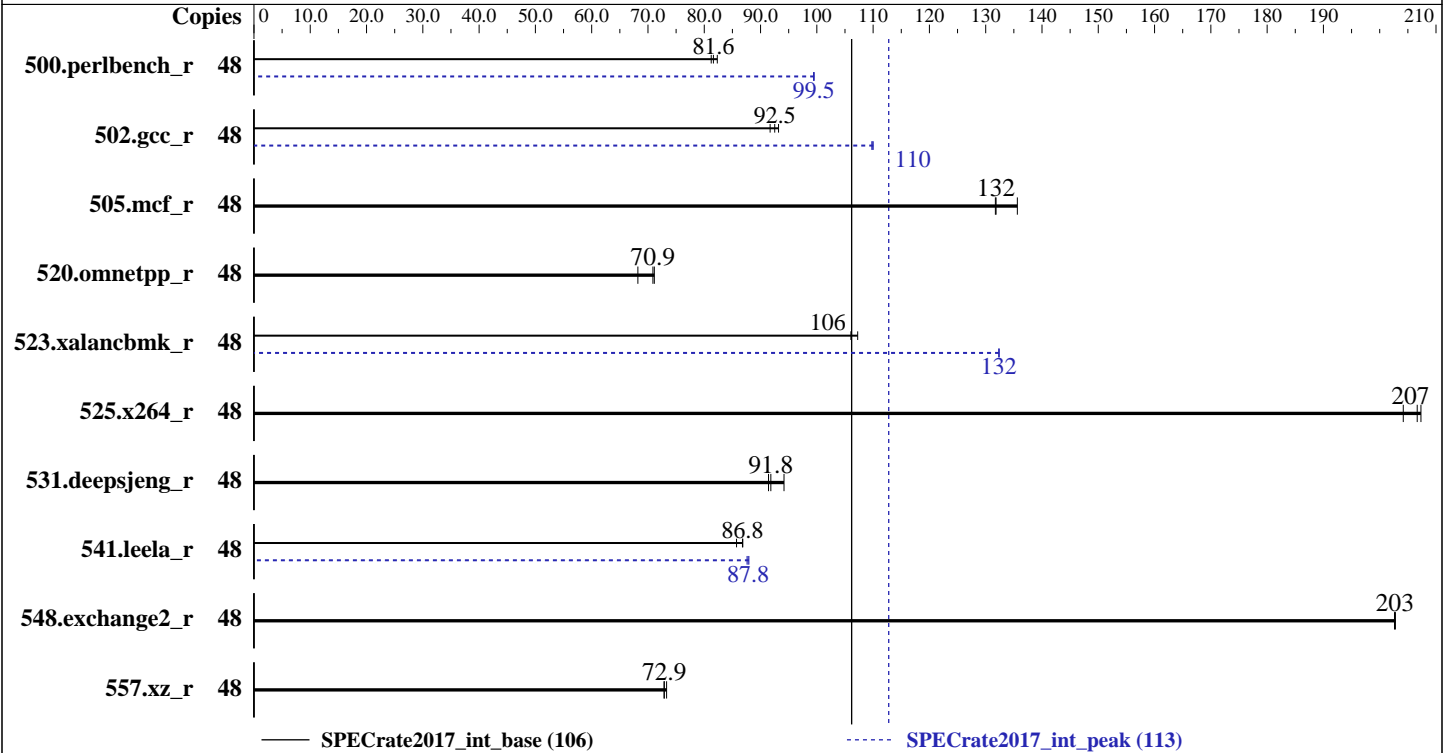 Copies 0 10.0 20.0 30.0 40.0 50.0 60.0 70.0 80.0 90.0 100 110 120 130 140 150 160 170 180 190 210
500.perlbench_r 48 81.6
99.5
502.gcc_r 48 92.5
110
505.mcf_r 48 132
520.omnetpp_r 48 70.9
523.xalancbmk_r 48 106
132
525.x264_r 48 207
531.deepsjeng_r 48 91.8
541.leela_r 48 86.8
87.8
548.exchange2_r 48 203
557.xz_r 48 72.9
SPECrate2017_int_base (106) SPECrate2017_int_peak (113)